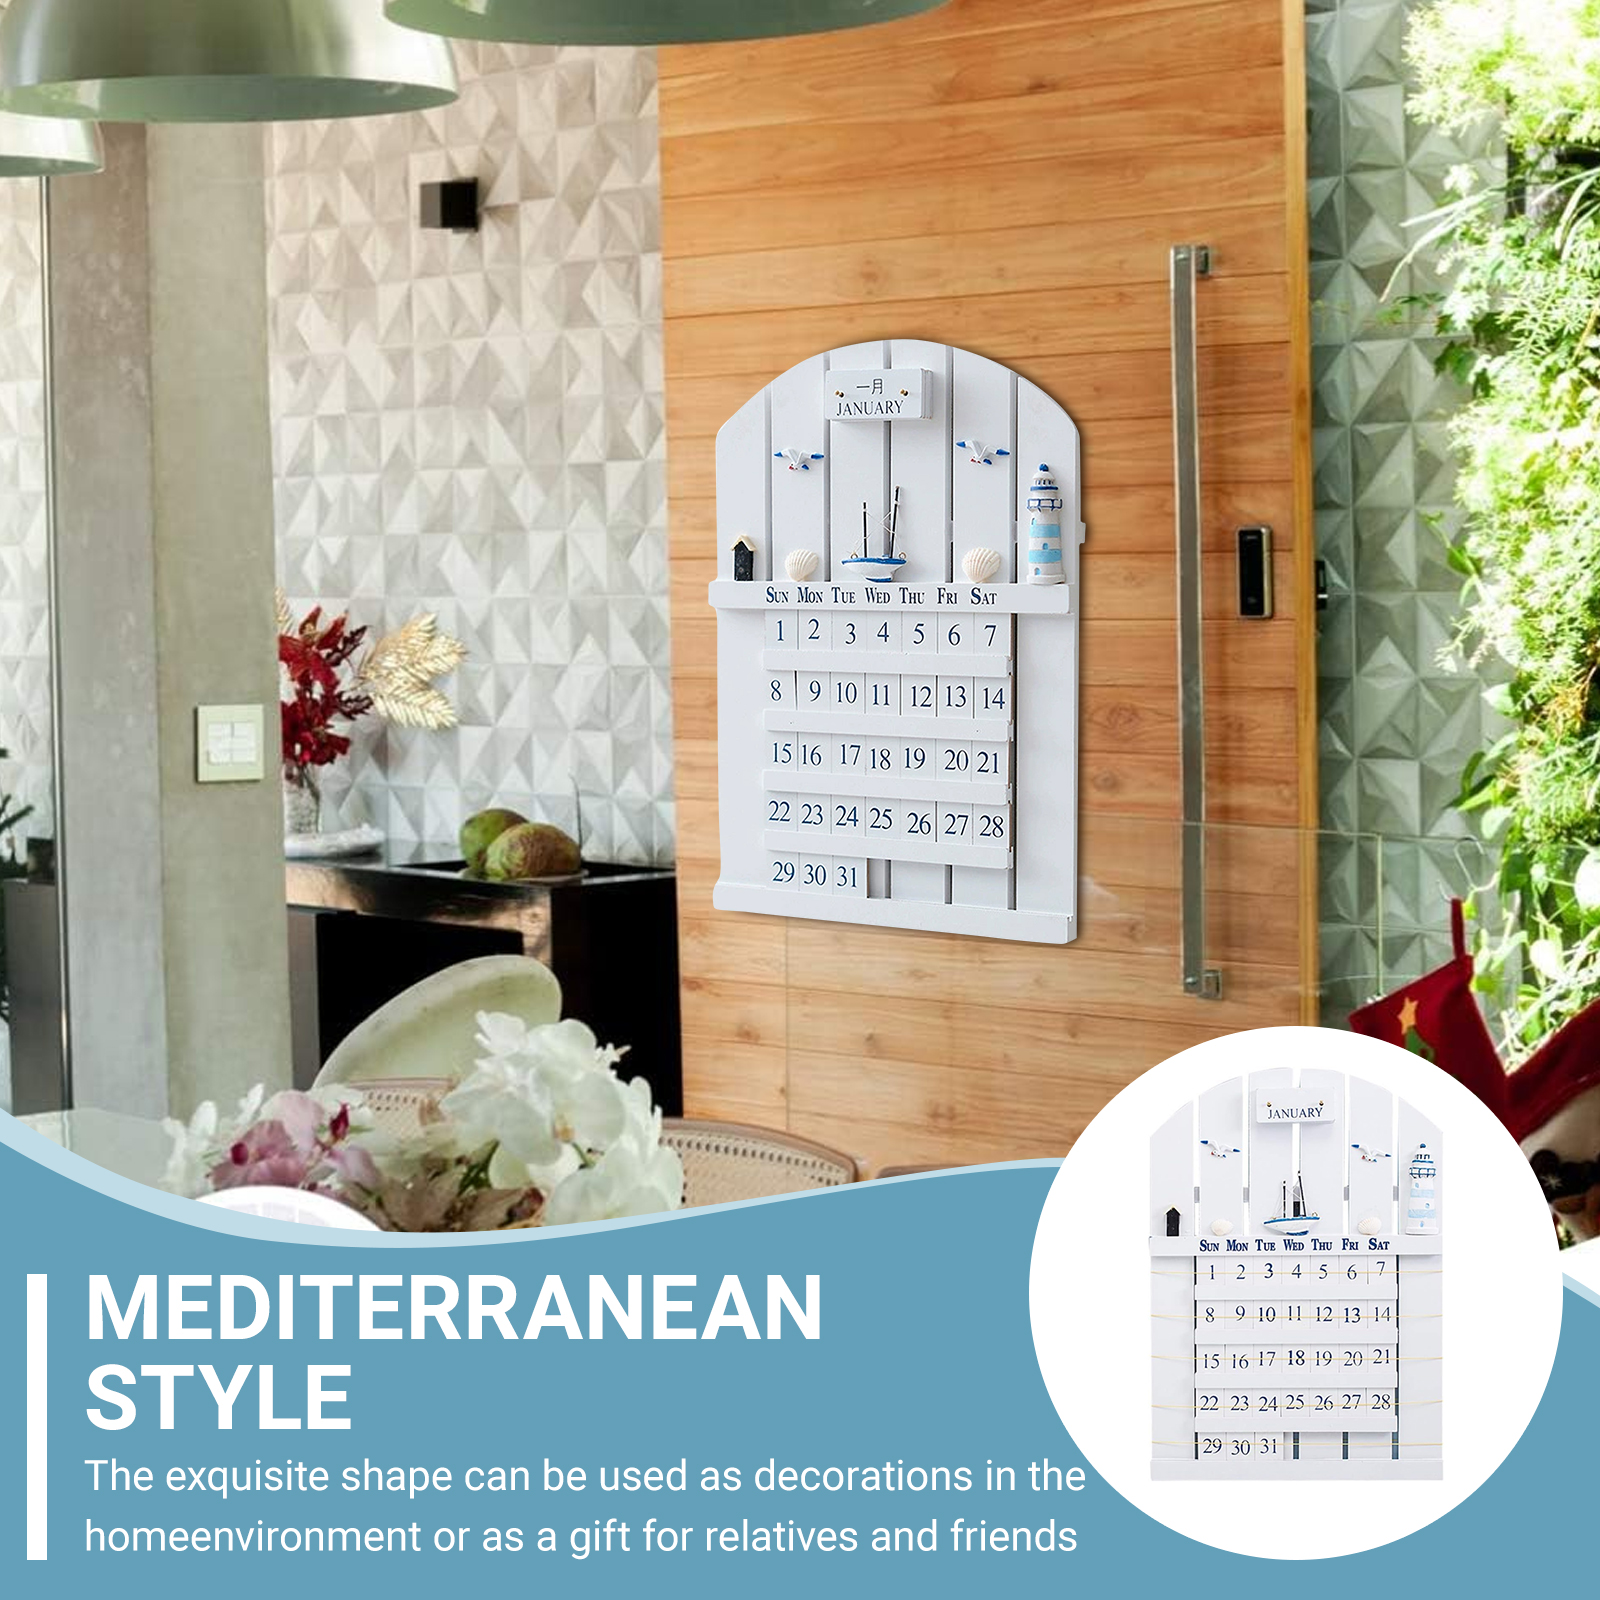 一月
JANUARY
SUN MON TUE WED THU FRI SAT
1 2 3 4 5 6 7
8 9 10 11 12 13 14
15 16 17 18 19 20 21
22 23 24 25 26 27 28
29 30 31
JANUARY
SUN MON TUE WED THU FRI SAT
1 2 3 4 5 6 7
8 9 10 11 12 13 14
15 16 17 18 19 20 21
22 23 24 25 26 27 28
29 30 31
MEDITERRANEAN
STYLE
The exquisite shape can be used as decorations in the
homeenvironment or as a gift for relatives and friends